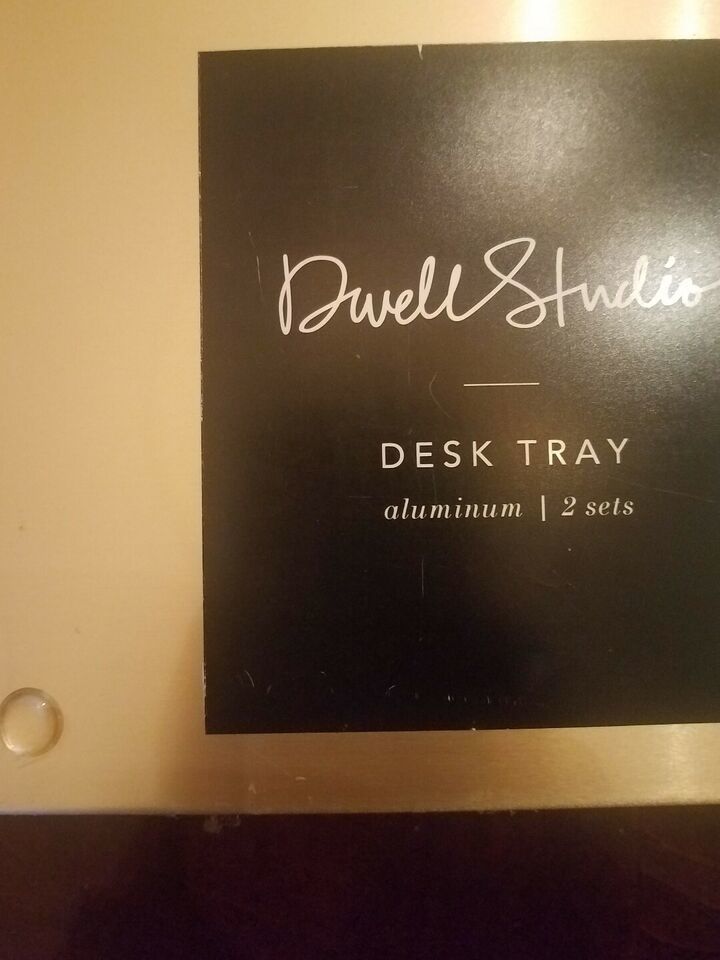 DwellStudio
DESK TRAY
aluminum | 2 sets